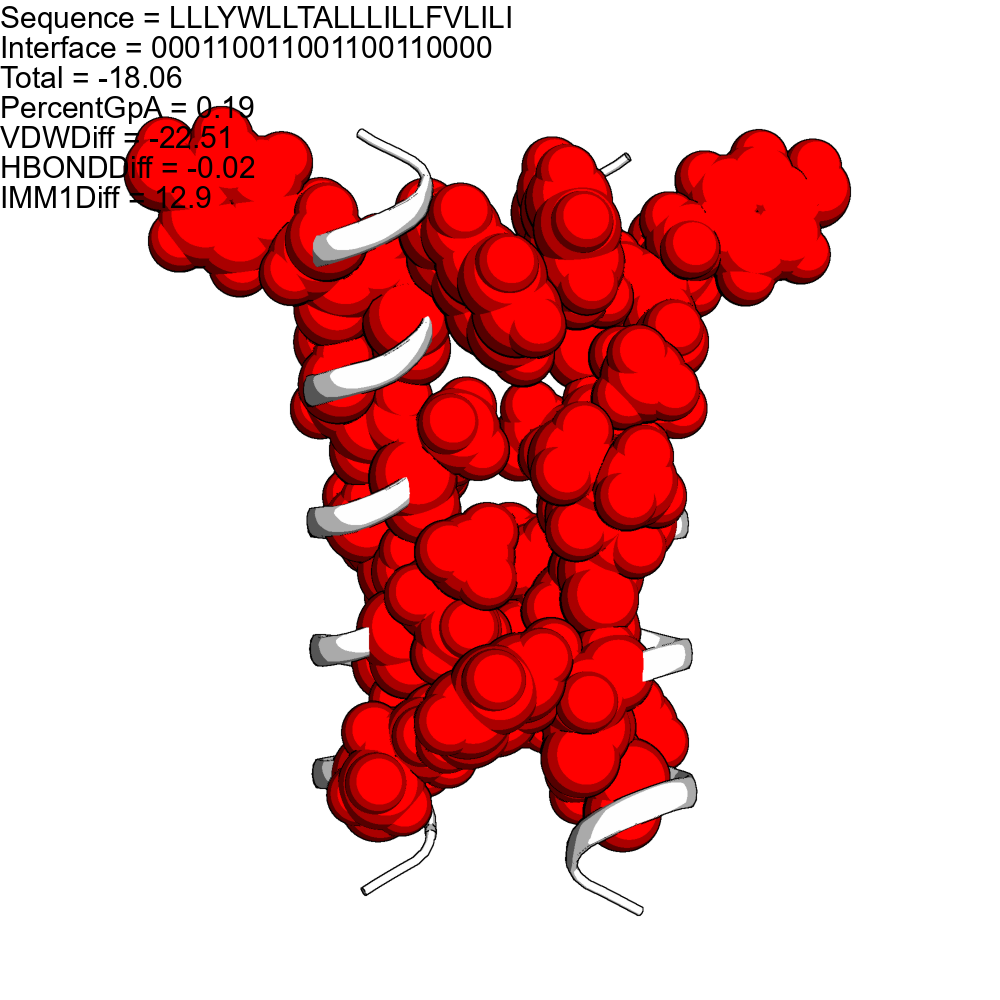 Sequence = LLLYWLLTALLLILLFVLILI
Interface = 000110011001100110000
Total = -18.06
PercentGpA = 0.19
VDWDiff = -22.51
HBONDDiff = -0.02
IMM1Diff = 12.9